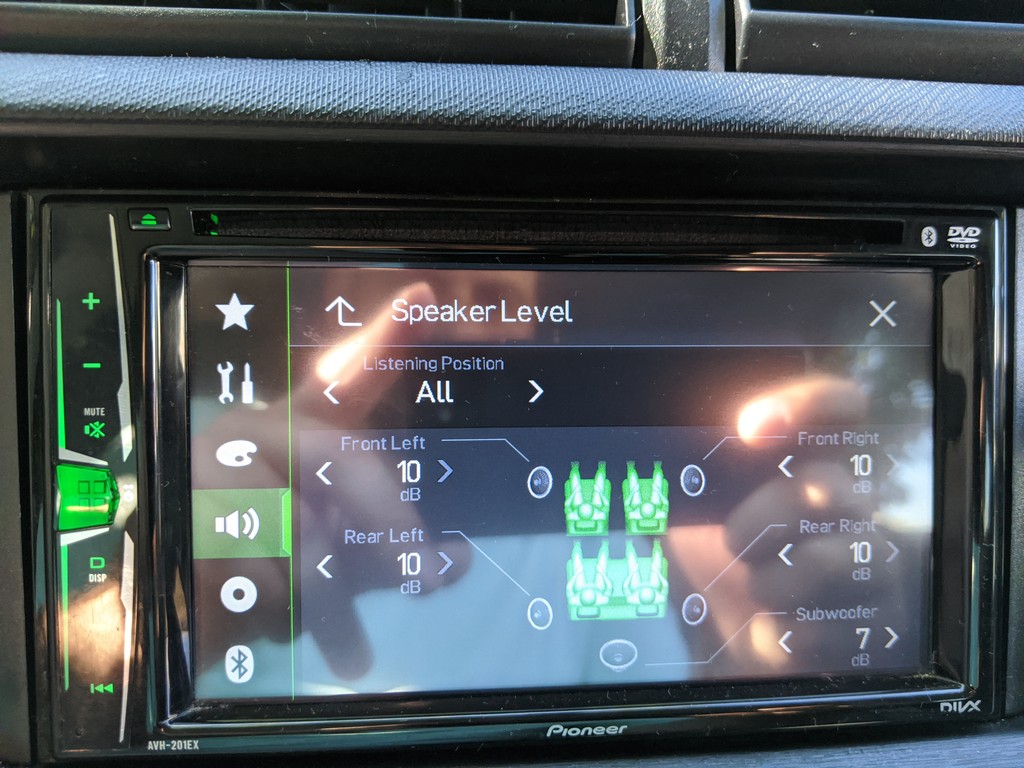 DVD
VIDEO
+
-
MUTE
DISP
Speaker Level
Listening Position
All
Front Left
10
dB
Front Right
10
dB
Rear Left
10
dB
Rear Right
10
dB
Subwoofer
7
dB
DIVX
Pioneer
AVH-201EX